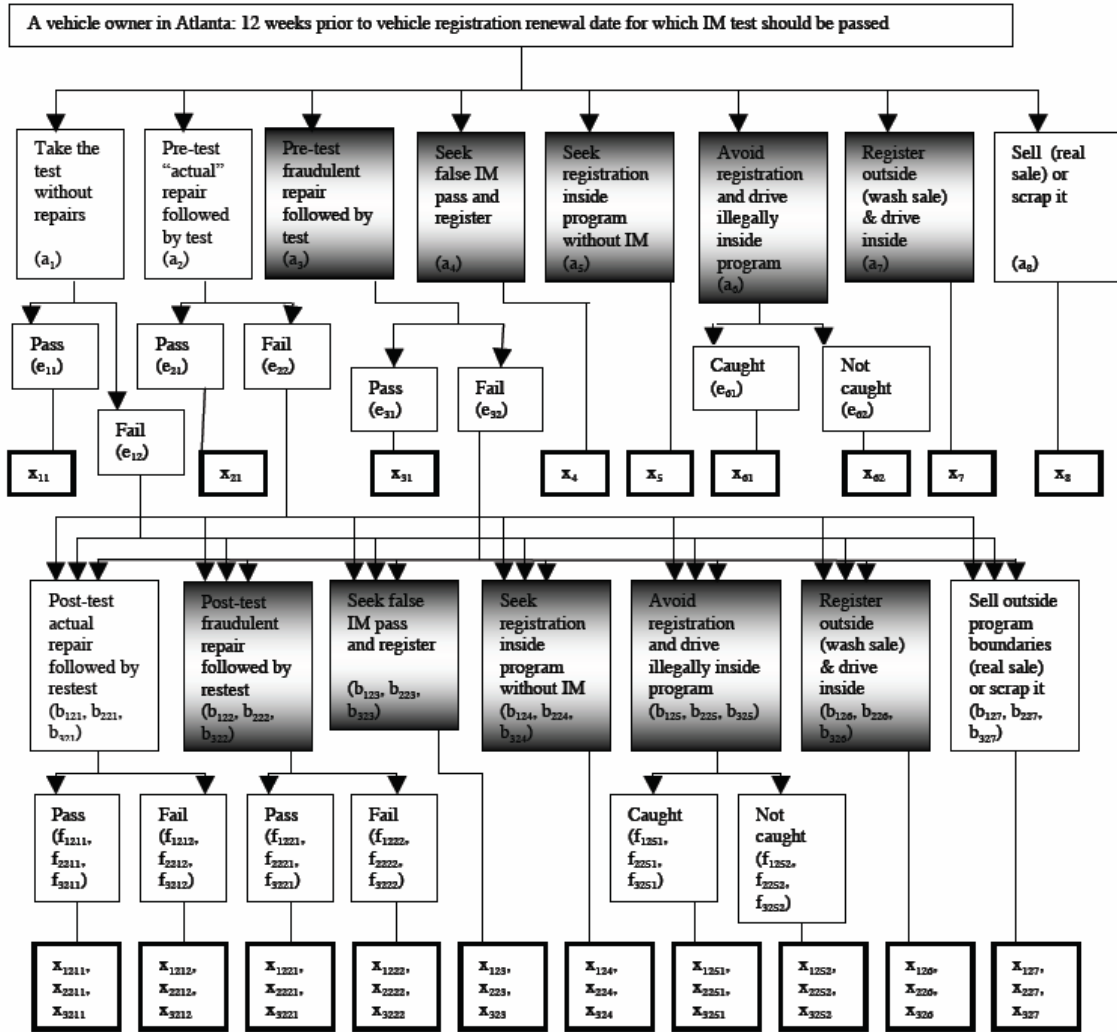 A vehicle owner in Atlanta: 12 weeks prior to vehicle registration renewal date for which IM test should be passed
Take the
test
without
repairs
(a₁)
Pre-test
“actual”
repair
followed
by test
(a₂)
Pre-test
fraudulent
repair
followed by
test
(a₃)
Seek
false IM
pass and
register
(a₄)
Seek
registration
inside
program
without IM
(a₅)
Avoid
registration
and drive
illegally
inside
program
(a₆)
Register
outside
(wash sale)
& drive
inside
(a₇)
Sell (real
sale) or
scrap it
(a₈)
Pass
(e₁₁)
Fail
(e₁₂)
Pass
(e₂₁)
Fail
(e₂₂)
Pass
(e₃₁)
Fail
(e₃₂)
Caught
(e₆₁)
Not
caught
(e₆₂)
x₁₁
x₂₁
x₃₁
x₄
x₅
x₆₁
x₆₂
x₇
x₈
Post-test
actual
repair
followed by
restest
(b₁₂₁, b₂₂₁,
b₃₂₁)
Post-test
fraudulent
repair
followed by
restest
(b₁₂₂, b₂₂₂,
b₃₂₂)
Seek false
IM pass
and register
(b₁₂₃, b₂₂₃,
b₃₂₃)
Seek
registration
inside
program
without IM
(b₁₂₄, b₂₂₄,
b₃₂₄)
Avoid
registration
and drive
illegally inside
program
(b₁₂₅, b₂₂₅, b₃₂₅)
Register
outside
(wash sale)
& drive
inside
(b₁₂₆, b₂₂₆,
b₃₂₆)
Sell outside
program
boundaries
(real sale)
or scrap it
(b₁₂₇, b₂₂₇,
b₃₂₇)
Pass
(f₁₂₁₁,
f₂₂₁₁,
f₃₂₁₁)
Fail
(f₁₂₁₂,
f₂₂₁₂,
f₃₂₁₂)
Pass
(f₁₂₂₁,
f₂₂₂₁,
f₃₂₂₁)
Fail
(f₁₂₂₂,
f₂₂₂₂,
f₃₂₂₂)
Caught
(f₁₂₅₁,
f₂₂₅₁,
f₃₂₅₁)
Not
caught
(f₁₂₅₂,
f₂₂₅₂,
f₃₂₅₂)
x₁₂₁₁,
x₂₂₁₁,
x₃₂₁₁
x₁₂₁₂,
x₂₂₁₂,
x₃₂₁₂
x₁₂₂₁,
x₂₂₂₁,
x₃₂₂₁
x₁₂₂₂,
x₂₂₂₂,
x₃₂₂₂
x₁₂₃,
x₂₂₃,
x₃₂₃
x₁₂₄,
x₂₂₄,
x₃₂₄
x₁₂₅₁,
x₂₂₅₁,
x₃₂₅₁
x₁₂₅₂,
x₂₂₅₂,
x₃₂₅₂
x₁₂₆,
x₂₂₆,
x₃₂₆
x₁₂₇,
x₂₂₇,
x₃₂₇